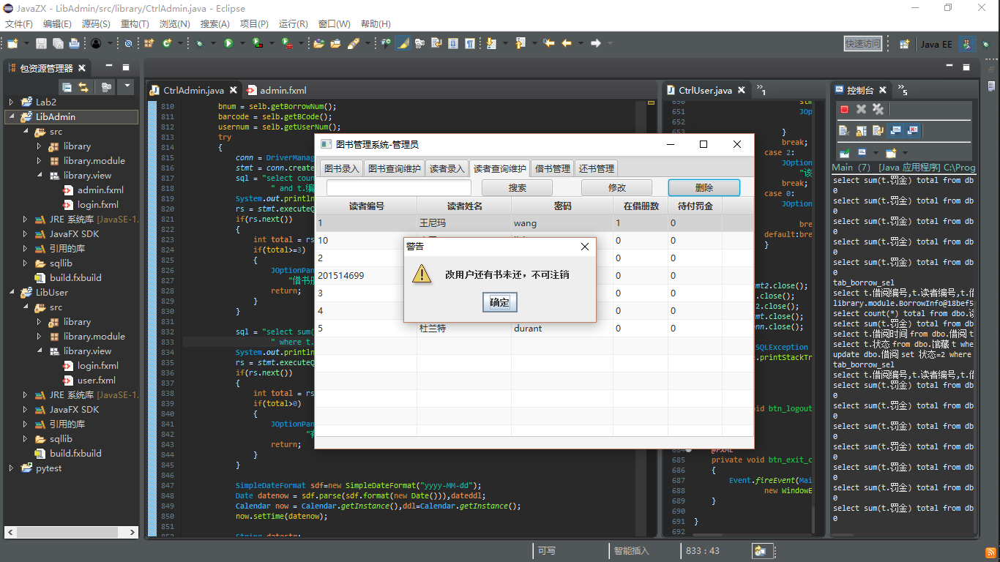 JavaZX - LibAdmin/src/library/CtrlAdmin.java - Eclipse
文件(F) 编辑(E) 源码(S) 重构(T) 浏览(N) 搜索(A) 项目(P) 运行(R) 窗口(W) 帮助(H)
快速访问 Java EE
包资源管理器
Lab2
LibAdmin
src
library
library.module
library.view
admin.fxml
login.fxml
JRE 系统库 [JavaSE-1.
JavaFX SDK
引用的库
sqllib
build.fxbuild
LibUser
src
library
library.module
library.view
login.fxml
user.fxml
JRE 系统库 [JavaSE-1.
JavaFX SDK
引用的库
sqllib
build.fxbuild
pytest
CtrlAdmin.java admin.fxml
810 bnum = selb.getBorrowNum();
811 barcode = selb.getBCode();
812 usernum = selb.getUserNum();
813 try
814 {
815 conn = DriverManag
816 stmt = conn.create
817 sql = "select coun
818 " and t.编
819 System.out.println
820 rs = stmt.executeQ
821 if(rs.next())
822 {
823 int total = rs
824 if(total>=3)
825 {
826 JOptionPan
827 "借书册
828 return;
829 }
830 }
831
832 sql = "select sum(
833 " where t.
834 System.out.println
835 rs = stmt.executeQ
836 if(rs.next())
837 {
838 int total = rs
839 if(total>0)
840 {
841 JOptionPan
842 "有
843 return;
844 }
845 }
846
847 SimpleDateFormat sdf=new SimpleDateFormat("yyyy-MM-dd");
848 Date datenow = sdf.parse(sdf.format(new Date())),dateddl;
849 Calendar now = Calendar.getInstance(),ddl=Calendar.getInstance();
850 now.setTime(datenow);
851
图书管理系统-管理员
图书录入 图书查询维护 读者录入 读者查询维护 借书管理 还书管理
搜索 修改 删除
读者编号 读者姓名 密码 在借册数 待付罚金
1 王尼玛 wang 1 0
10 0 0
2 0 0
201514699 0 0
3 0 0
4 0 0
5 杜兰特 durant 0 0
警告
改用户还有书未还，不可注销
确定
CtrlUser.java
1
651 JOp
}
break;
case 2:
JOption
"该
break;
case 0:
JOption
break
default:bre
}
mt2.close();
.close();
2.close();
mt.close();
nn.close();
SQLException
.printStackTr
oid btn_logout
684 @FXML
685 private void btn_exit_c
686 {
687 Event.fireEvent(Mai
688 new WindowE
689 }
690
691 }
692
控制台
5
Main（7） [Java 应用程序] C:\Prog
select sum(t.罚金) total from db
0
select sum(t.罚金) total from db
0
select sum(t.罚金) total from db
0
select sum(t.罚金) total from db
0
select sum(t.罚金) total from db
0
tab_borrow_sel
select t.借阅编号,t.读者编号,t.借
library.module.BorrowInfo@18bef5
select count(*) total from dbo.读
select sum(t.罚金) total from db
select t.借阅时间 from dbo.借阅 t
select t.状态 from dbo.馆藏 t whe
update dbo.借阅 set 状态=2 where
tab_borrow_sel
select t.借阅编号,t.读者编号,t.借
select sum(t.罚金) total from db
0
select sum(t.罚金) total from db
0
select sum(t.罚金) total from db
0
select sum(t.罚金) total from db
0
select sum(t.罚金) total from db
0
select sum(t.罚金) total from db
0
select sum(t.罚金) total from db
0
可写 智能插入 833 : 43